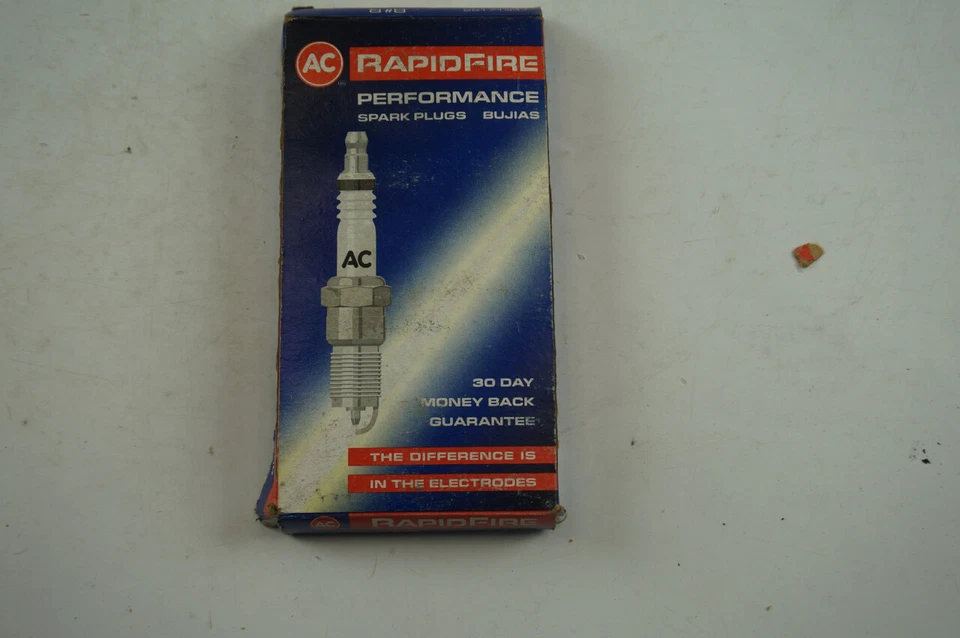 AC RAPIDFIRE
PERFORMANCE
SPARK PLUGS BUJIAS
AC
30 DAY
MONEY BACK
GUARANTEE
THE DIFFERENCE IS
IN THE ELECTRODES
AC RAPIDFIRE